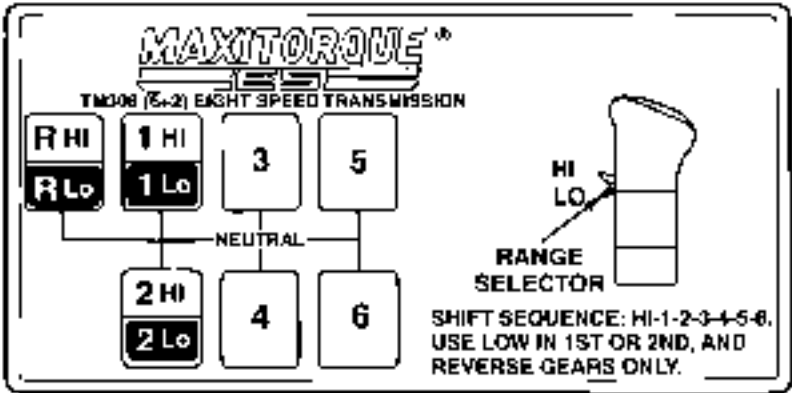 MAXITORQUE®
ES
TM308 (6+2) EIGHT SPEED TRANSMISSION
R HI
1 HI
3
5
R Lo
1 Lo
NEUTRAL
2 HI
4
6
2 Lo
HI
LO
RANGE
SELECTOR
SHIFT SEQUENCE: HI-1-2-3-4-5-6.
USE LOW IN 1ST OR 2ND, AND
REVERSE GEARS ONLY.